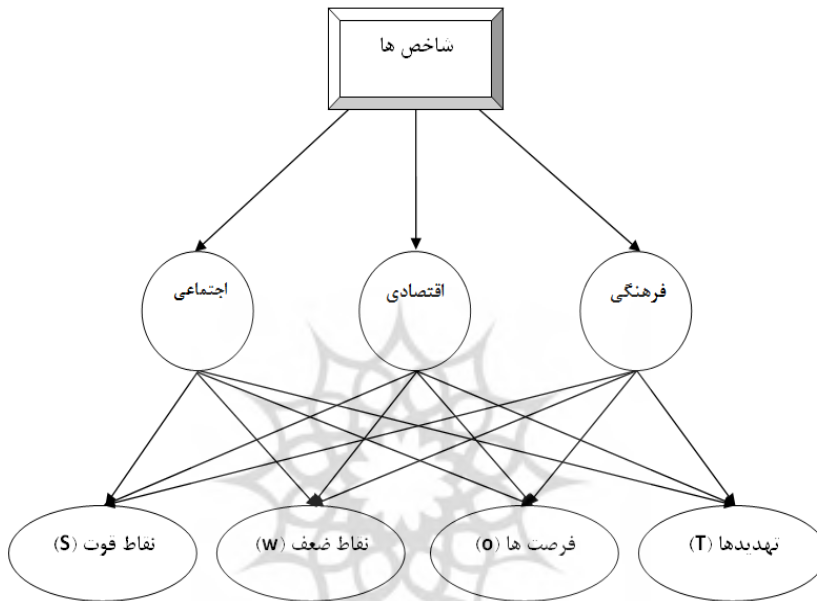 شاخص ها
فرهنگی
اقتصادی
اجتماعی
تهدیدها (T)
فرصت ها (o)
نقاط ضعف (w)
نقاط قوت (S)